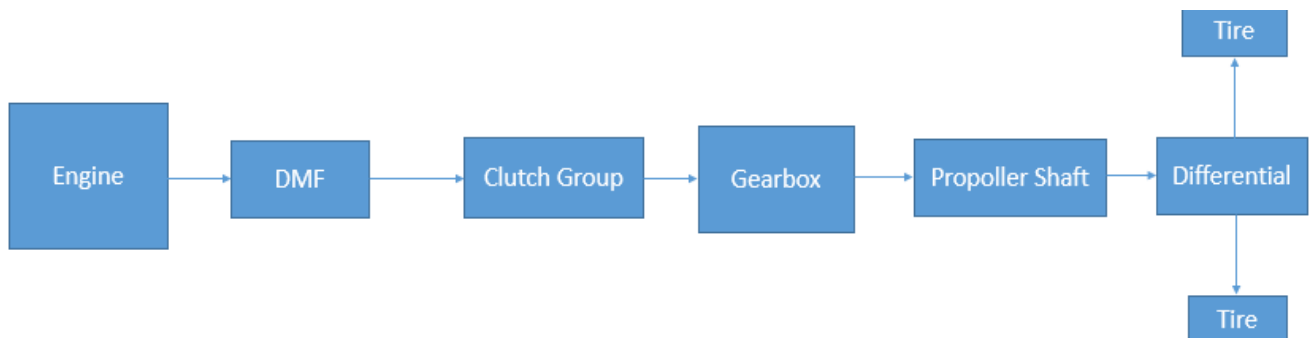 Tire
Engine
DMF
Clutch Group
Gearbox
Propoller Shaft
Differential
Tire